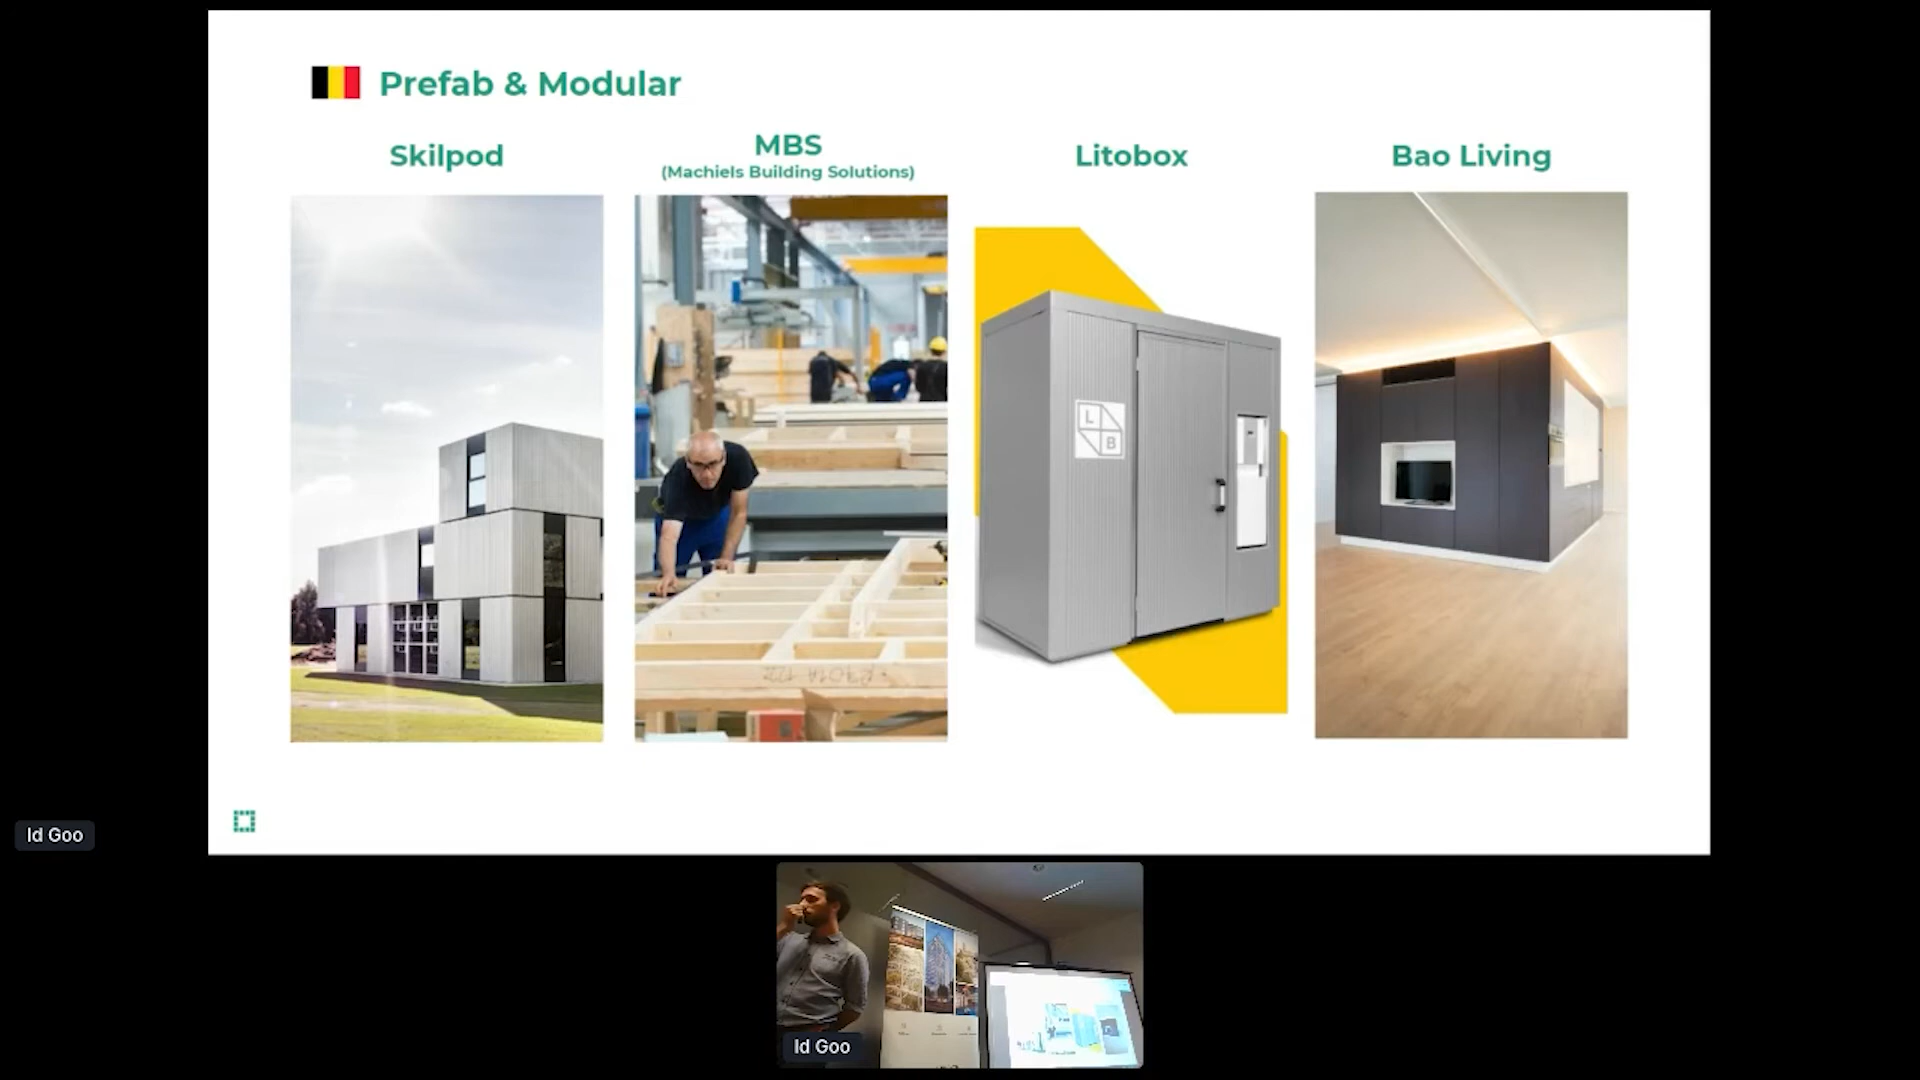 Prefab & Modular
Skilpod
MBS
(Machiels Building Solutions)
Litobox
Bao Living
L
B
Id Goo
Id Goo